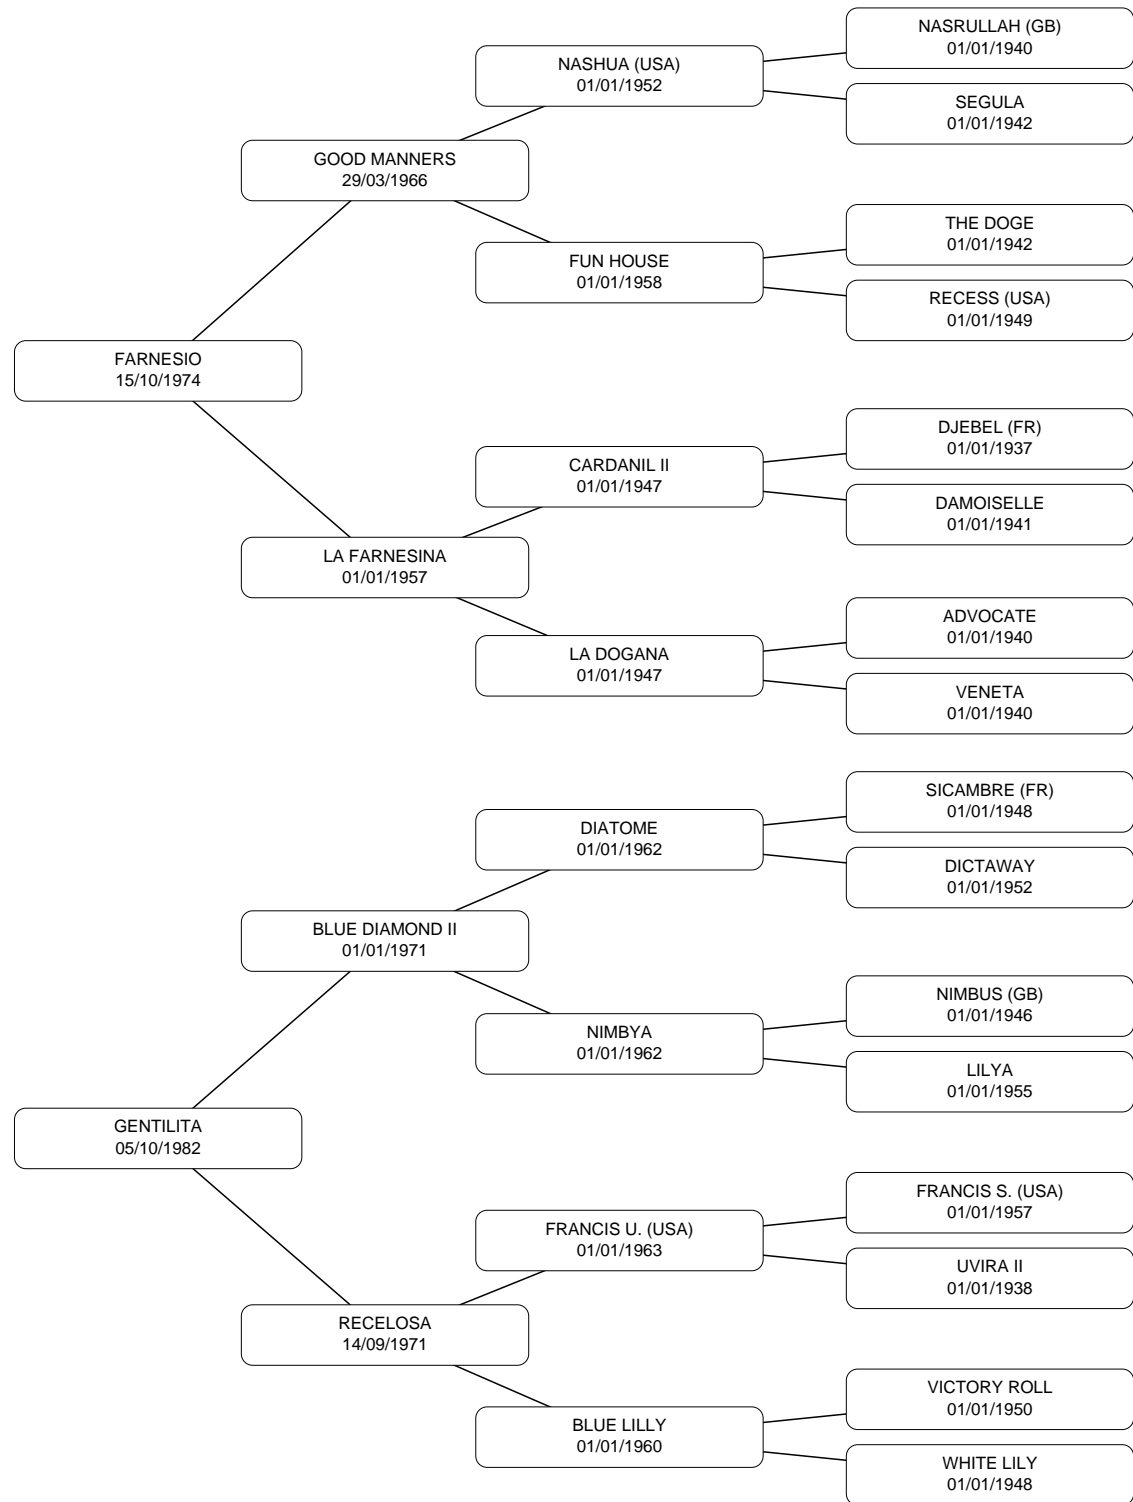 NASRULLAH (GB)
01/01/1940
NASHUA (USA)
01/01/1952
SEGULA
01/01/1942
GOOD MANNERS
29/03/1966
THE DOGE
01/01/1942
FUN HOUSE
01/01/1958
RECESS (USA)
01/01/1949
FARNESIO
15/10/1974
DJEBEL (FR)
01/01/1937
CARDANIL II
01/01/1947
DAMOISELLE
01/01/1941
LA FARNESINA
01/01/1957
ADVOCATE
01/01/1940
LA DOGANA
01/01/1947
VENETA
01/01/1940
SICAMBRE (FR)
01/01/1948
DIATOME
01/01/1962
DICTAWAY
01/01/1952
BLUE DIAMOND II
01/01/1971
NIMBUS (GB)
01/01/1946
NIMBYA
01/01/1962
LILYA
01/01/1955
GENTILITA
05/10/1982
FRANCIS S. (USA)
01/01/1957
FRANCIS U. (USA)
01/01/1963
UVIRA II
01/01/1938
RECELOSA
14/09/1971
VICTORY ROLL
01/01/1950
BLUE LILLY
01/01/1960
WHITE LILY
01/01/1948